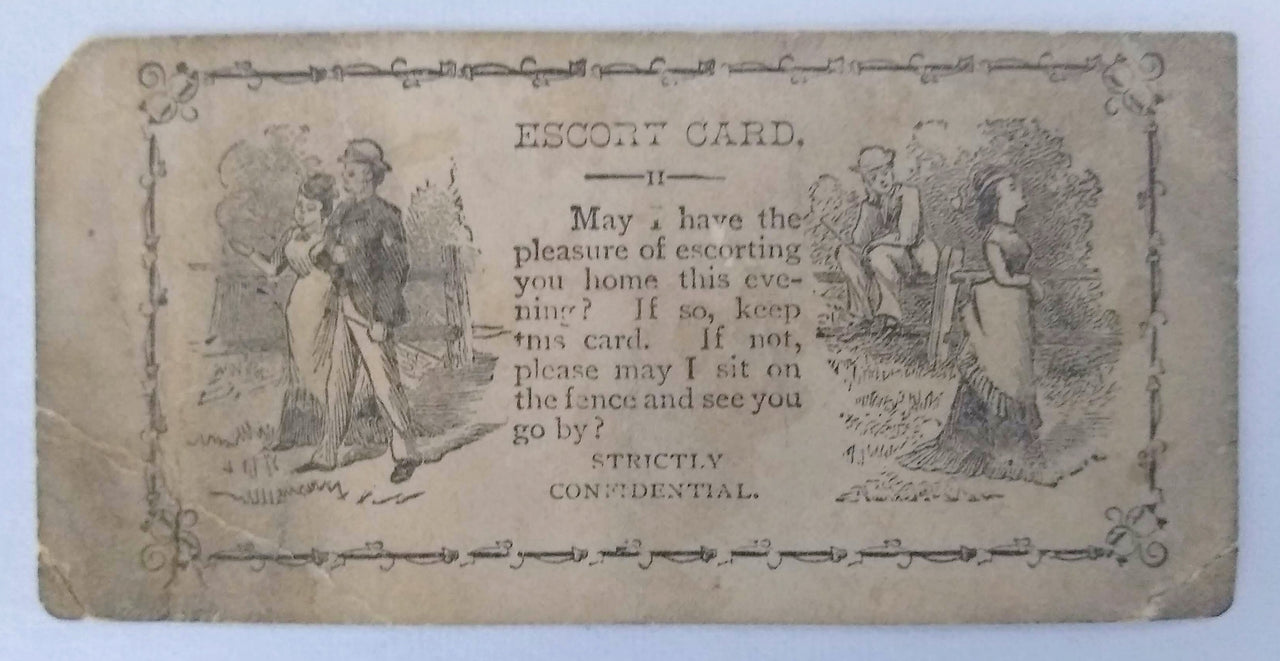 ESCORT CARD.
May I have the
pleasure of escorting
you home this eve-
ning? If so, keep
this card. If not,
please may I sit on
the fence and see you
go by?
STRICTLY
CONFIDENTIAL.